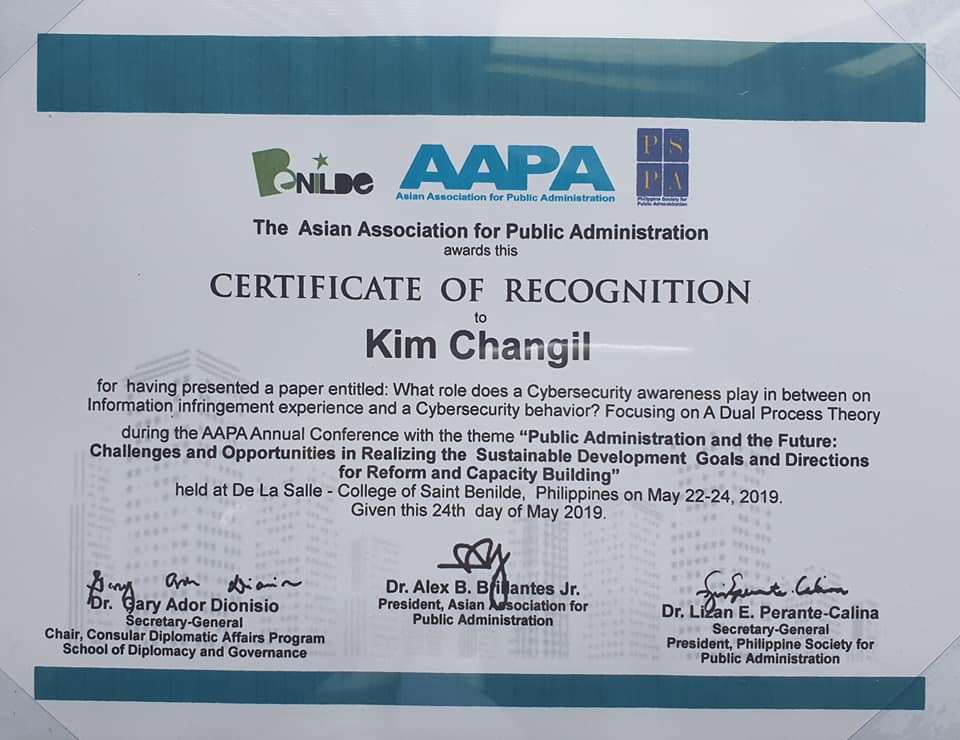 BeNiLDe
AAPA
Asian Association for Public Administration
PS
PA
Philippine Society for
Public Administration
The Asian Association for Public Administration
awards this
CERTIFICATE OF RECOGNITION
to
Kim Changil
for having presented a paper entitled: What role does a Cybersecurity awareness play in between on
Information infringement experience and a Cybersecurity behavior? Focusing on A Dual Process Theory
during the AAPA Annual Conference with the theme “Public Administration and the Future:
Challenges and Opportunities in Realizing the Sustainable Development Goals and Directions
for Reform and Capacity Building”
held at De La Salle - College of Saint Benilde, Philippines on May 22-24, 2019.
Given this 24th day of May 2019.
Dr. Gary Ador Dionisio
Secretary-General
Chair, Consular Diplomatic Affairs Program
School of Diplomacy and Governance
Dr. Alex B. Brillantes Jr.
President, Asian Association for
Public Administration
Dr. Lizan E. Perante-Calina
Secretary-General
President, Philippine Society for
Public Administration